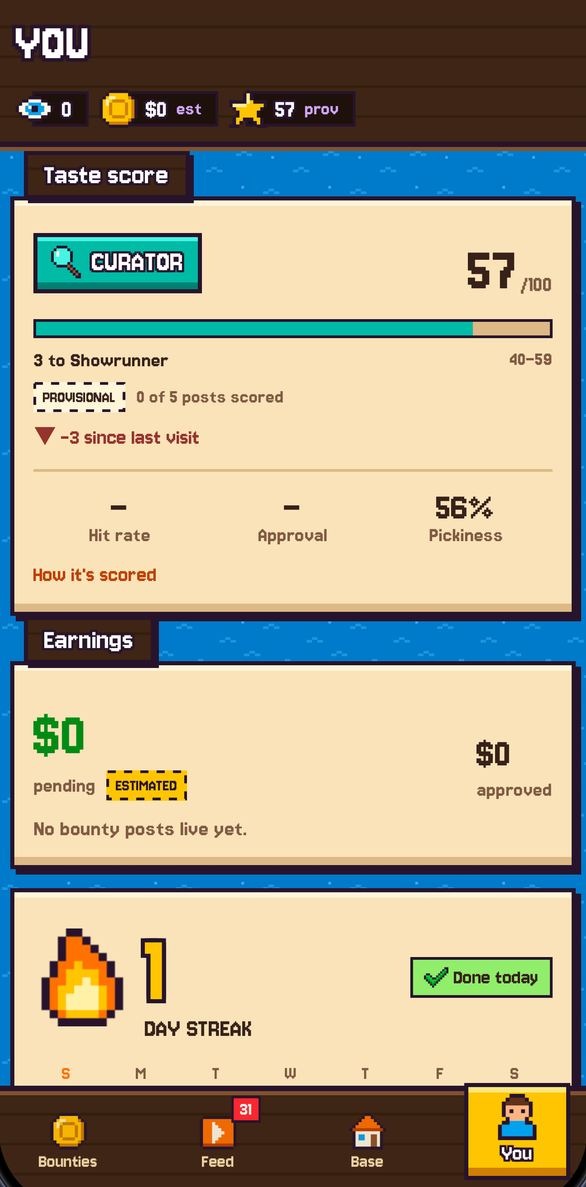 YOU
0 $0 est 57 prov
Taste score
CURATOR
57 /100
3 to Showrunner 40–59
PROVISIONAL 0 of 5 posts scored
▼ -3 since last visit
– – 56%
Hit rate Approval Pickiness
How it's scored
Earnings
$0
$0
pending ESTIMATED approved
No bounty posts live yet.
1
Done today
DAY STREAK
S M T W T F S
31
Bounties Feed Base You